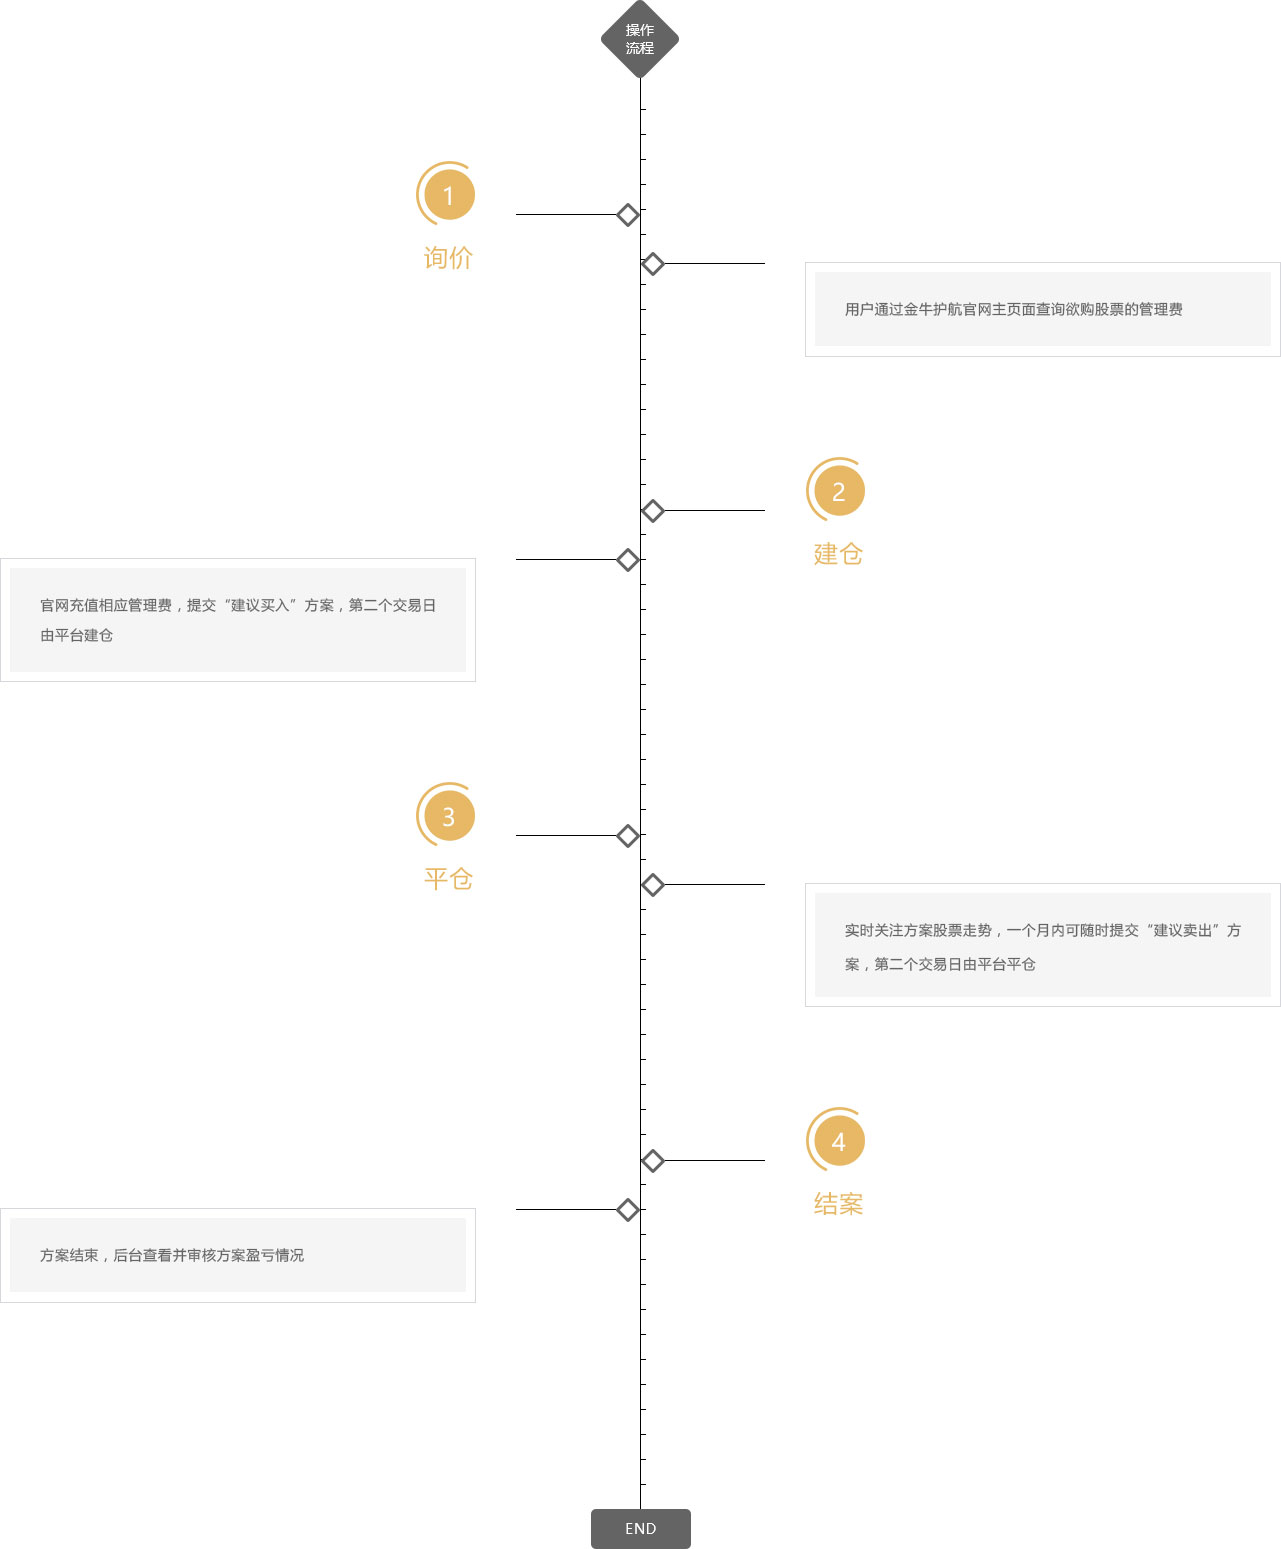 操作
流程
1
询价
用户通过金牛护航官网主页面查询欲购股票的管理费
2
建仓
官网充值相应管理费，提交“建议买入”方案，第二个交易日
由平台建仓
3
平仓
实时关注方案股票走势，一个月内可随时提交“建议卖出”方
案，第二个交易日由平台平仓
4
结案
方案结束，后台查看并审核方案盈亏情况
END